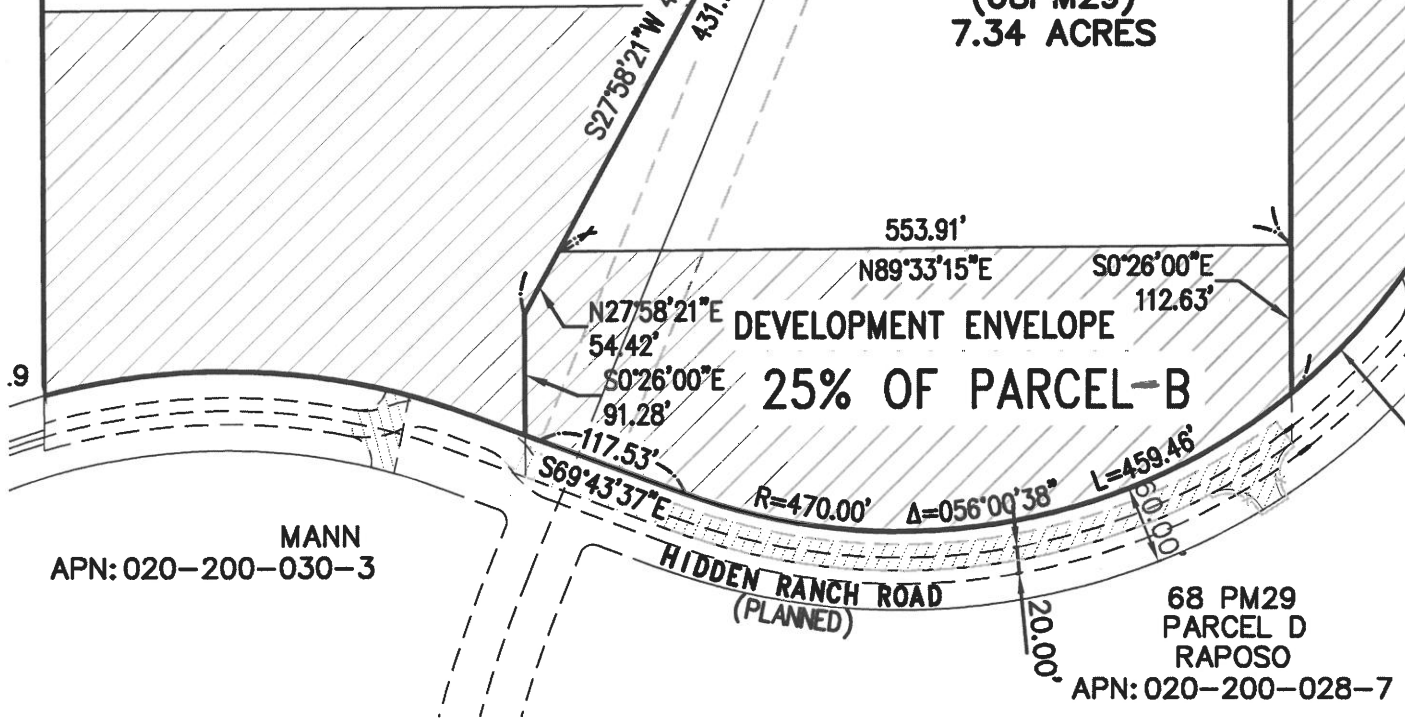 7.34 ACRES
S27°58'21"W 4
431.
553.91'
N89°33'15"E
S0°26'00"E
112.63'
N27°58'21"E
54.42'
DEVELOPMENT ENVELOPE
S0°26'00"E
91.28'
25% OF PARCEL-B
.9
117.53'
S69°43'37"E
R=470.00'
Δ=056°00'38"
L=459.46'
60.00'
MANN
APN: 020-200-030-3
HIDDEN RANCH ROAD
(PLANNED)
20.00'
68 PM29
PARCEL D
RAPOSO
APN: 020-200-028-7